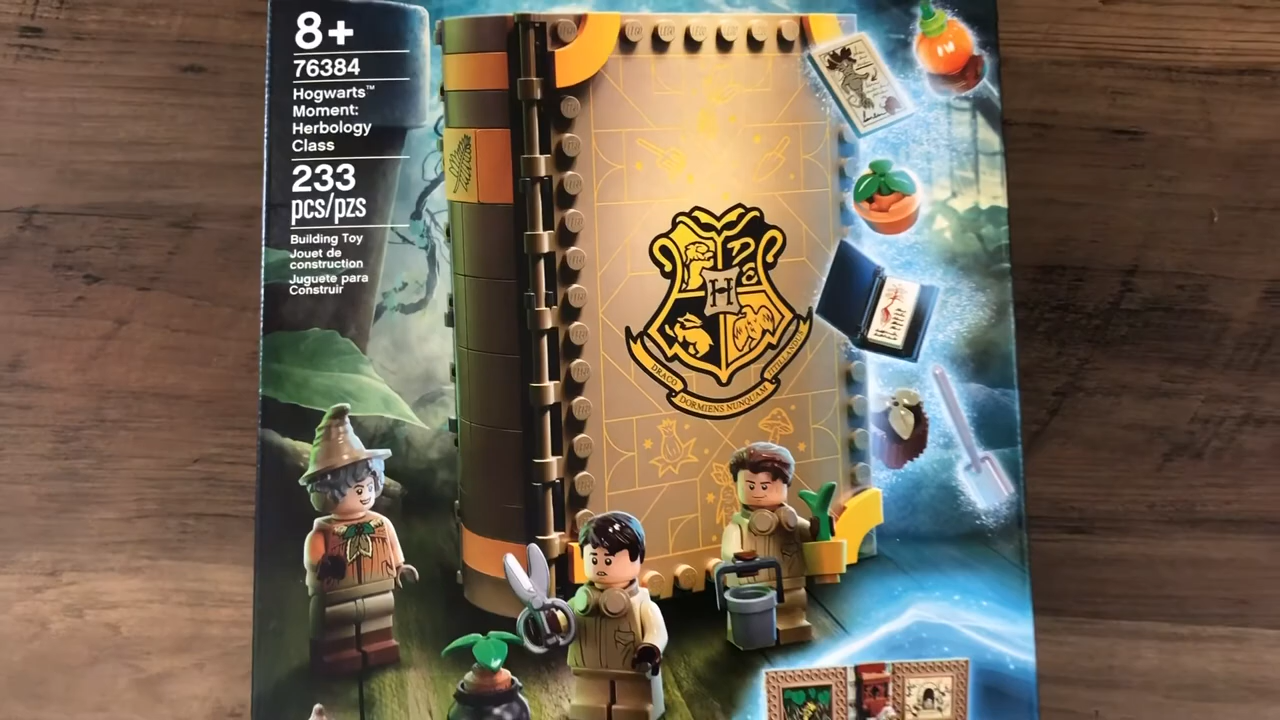 8+
76384
Hogwarts™
Moment:
Herbology
Class
233
pcs/pzs
Building Toy
Jouet de
construction
Juguete para
Construir
H
DRACO DORMIENS NUNQUAM TITILLANDUS